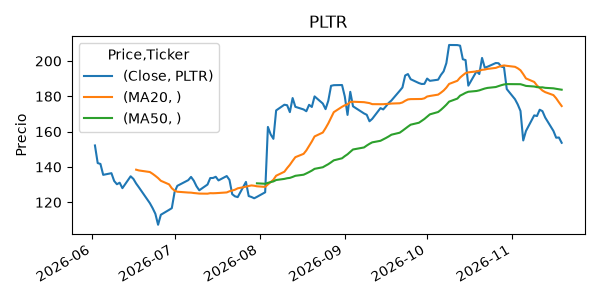 PLTR
Price,Ticker
(Close, PLTR)
(MA20, )
(MA50, )
Precio
200
180
160
140
120
2026-06
2026-07
2026-08
2026-09
2026-10
2026-11